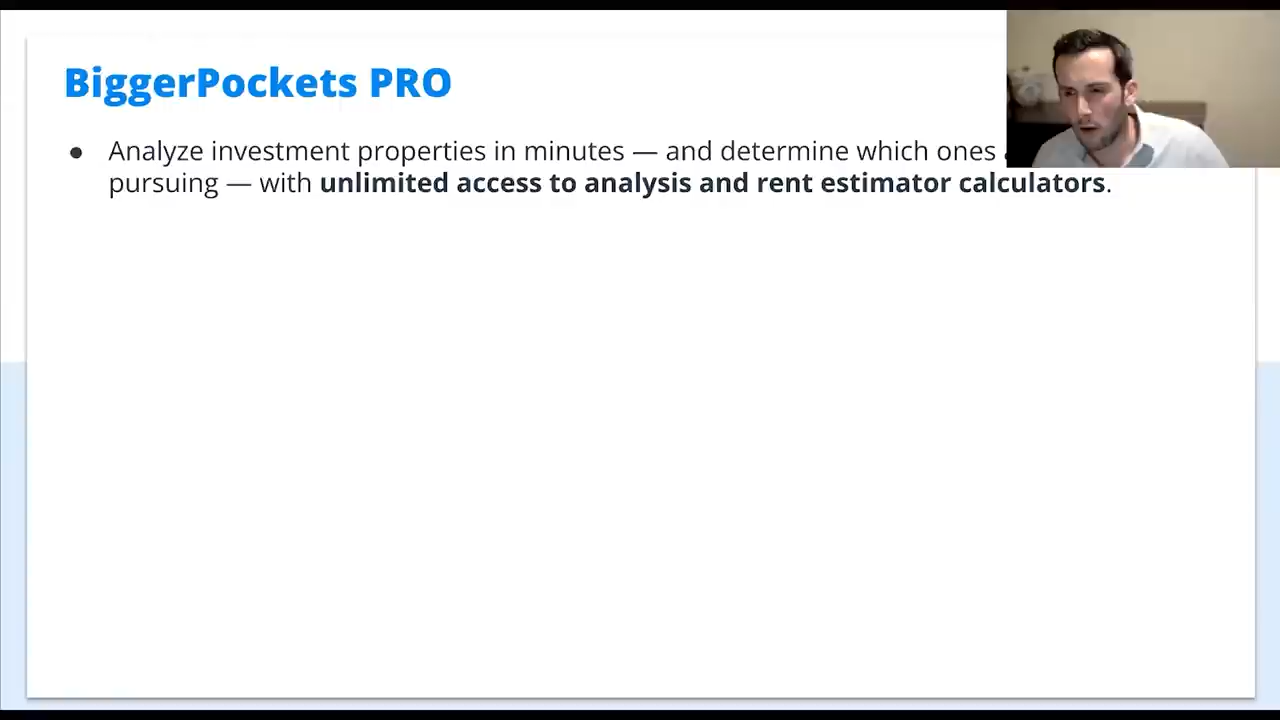 BiggerPockets PRO
● Analyze investment properties in minutes — and determine which ones
pursuing — with unlimited access to analysis and rent estimator calculators.